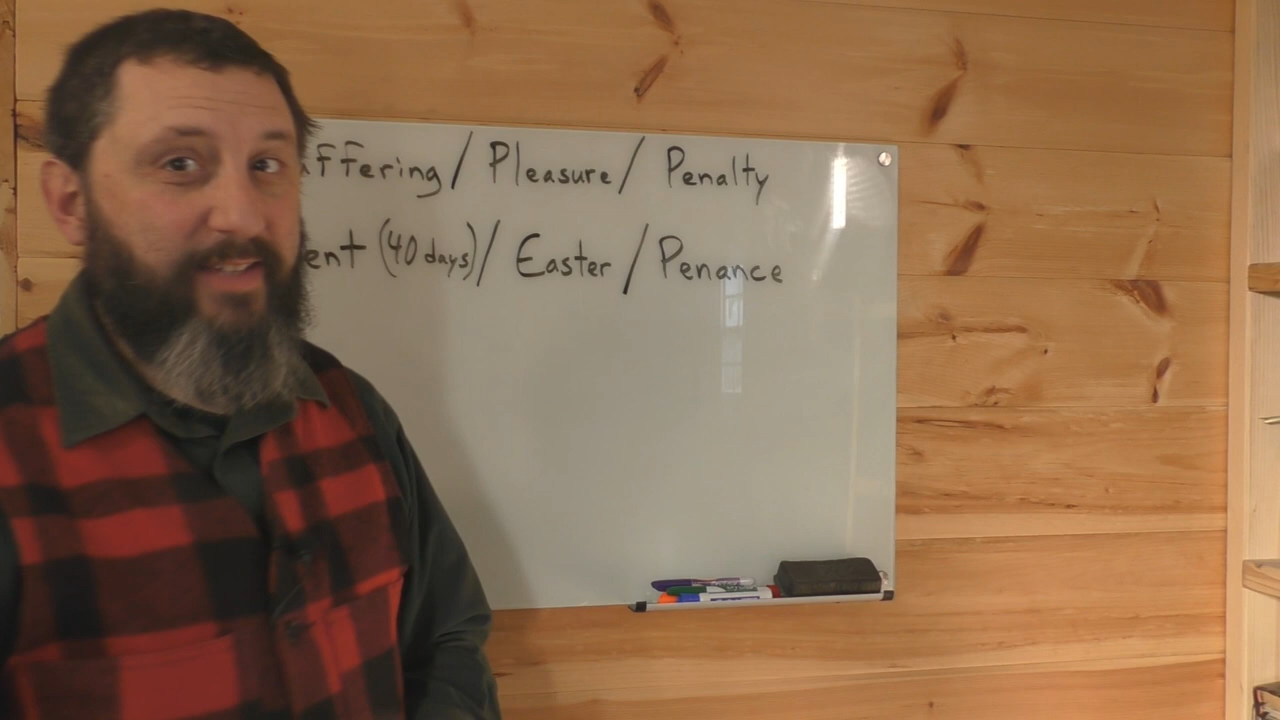 ffering / Pleasure / Penalty
ent (40 days) / Easter / Penance